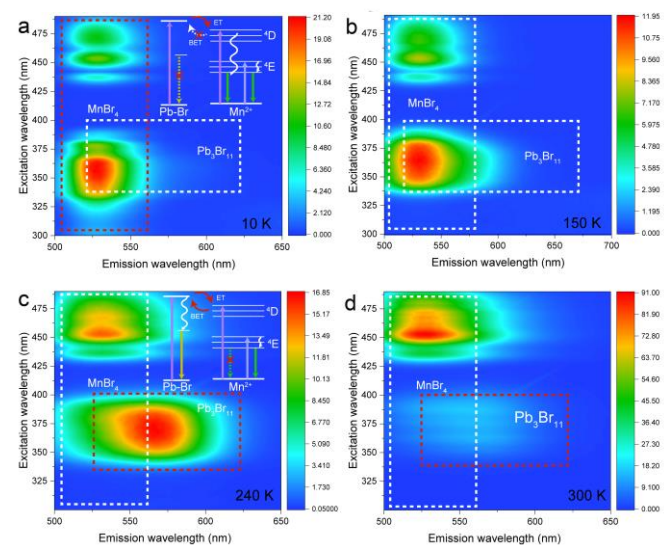 a
Excitation wavelength (nm)
475
450
425
400
375
350
325
300
500
550
600
650
Emission wavelength (nm)
MnBr4
Pb3Br11
10 K
ET
BET
Pb-Br
Mn2+
4D
4E
21.20
19.08
16.96
14.84
12.72
10.60
8.480
6.360
4.240
2.120
0.000
b
Excitation wavelength (nm)
475
450
425
400
375
350
325
300
500
525
550
575
600
625
650
675
700
Emission wavelength (nm)
MnBr4
Pb3Br11
150 K
11.95
10.76
9.560
8.365
7.170
5.975
4.780
3.585
2.390
1.195
0.000
c
Excitation wavelength (nm)
475
450
425
400
375
350
325
300
500
550
600
650
Emission wavelength (nm)
MnBr4
Pb3Br11
240 K
ET
BET
Pb-Br
Mn2+
4D
4E
16.85
15.17
13.49
11.81
10.13
8.450
6.770
5.090
3.410
1.730
0.05000
d
Excitation wavelength (nm)
475
450
425
400
375
350
325
300
500
550
600
650
700
Emission wavelength (nm)
MnBr4
Pb3Br11
300 K
91.00
81.90
72.80
63.70
54.60
45.50
36.40
27.30
18.20
9.100
0.000